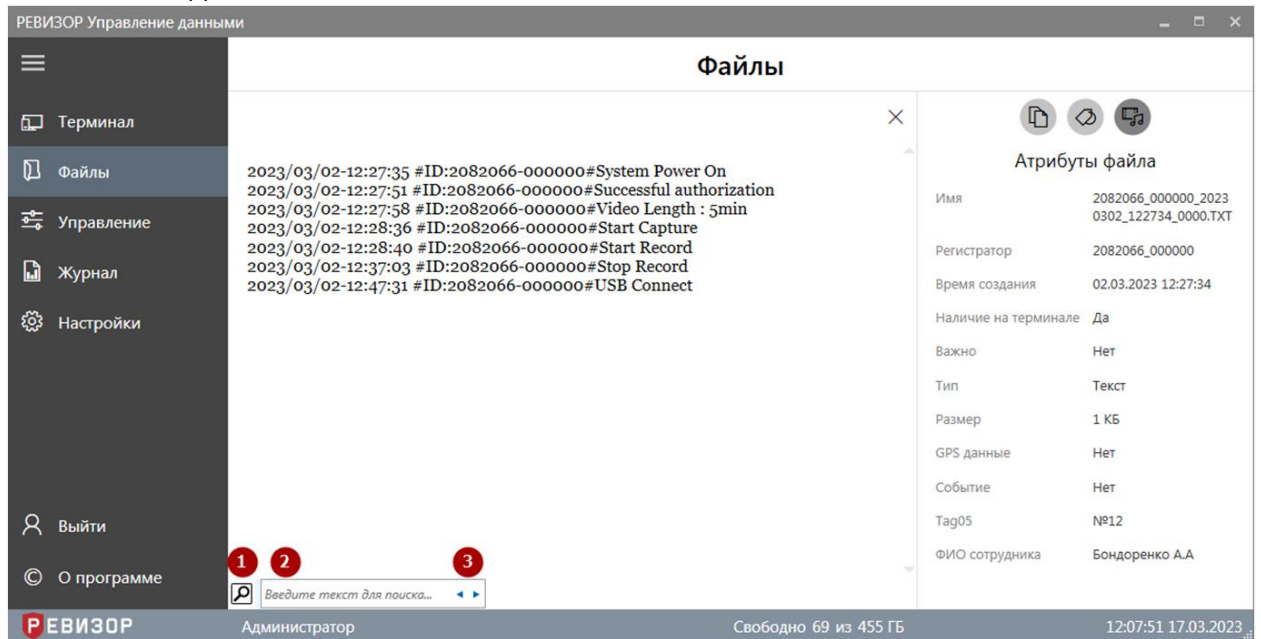 РЕВИЗОР Управление данными
Файлы
Терминал
Файлы
Управление
Журнал
Настройки
Выйти
О программе
2023/03/02-12:27:35 #ID:2082066-000000#System Power On
2023/03/02-12:27:51 #ID:2082066-000000#Successful authorization
2023/03/02-12:27:58 #ID:2082066-000000#Video Length : 5min
2023/03/02-12:28:36 #ID:2082066-000000#Start Capture
2023/03/02-12:28:40 #ID:2082066-000000#Start Record
2023/03/02-12:37:03 #ID:2082066-000000#Stop Record
2023/03/02-12:47:31 #ID:2082066-000000#USB Connect
1 2 3
Введите текст для поиска...
Атрибуты файла
Имя 2082066_000000_2023
0302_122734_0000.TXT
Регистратор 2082066_000000
Время создания 02.03.2023 12:27:34
Наличие на терминале Да
Важно Нет
Тип Текст
Размер 1 КБ
GPS данные Нет
Событие Нет
Tag05 №12
ФИО сотрудника Бондоренко А.А
РЕВИЗОР Администратор Свободно 69 из 455 ГБ 12:07:51 17.03.2023